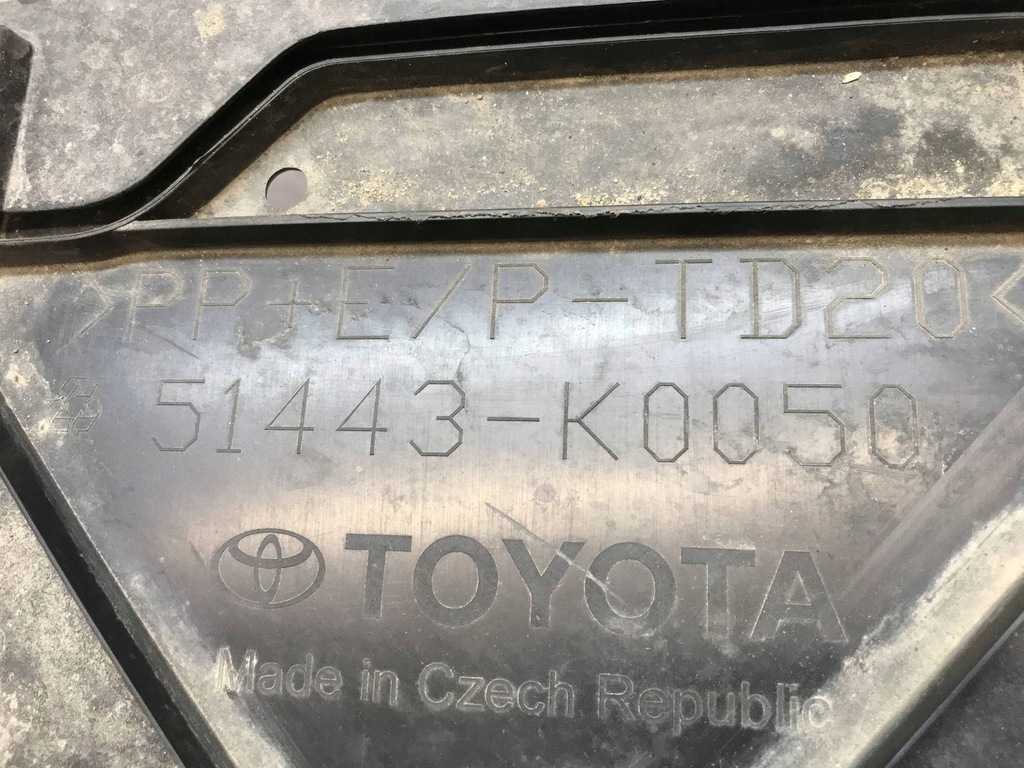 >PP+E/P-TD20<
51443-K0050
TOYOTA
Made in Czech Republic